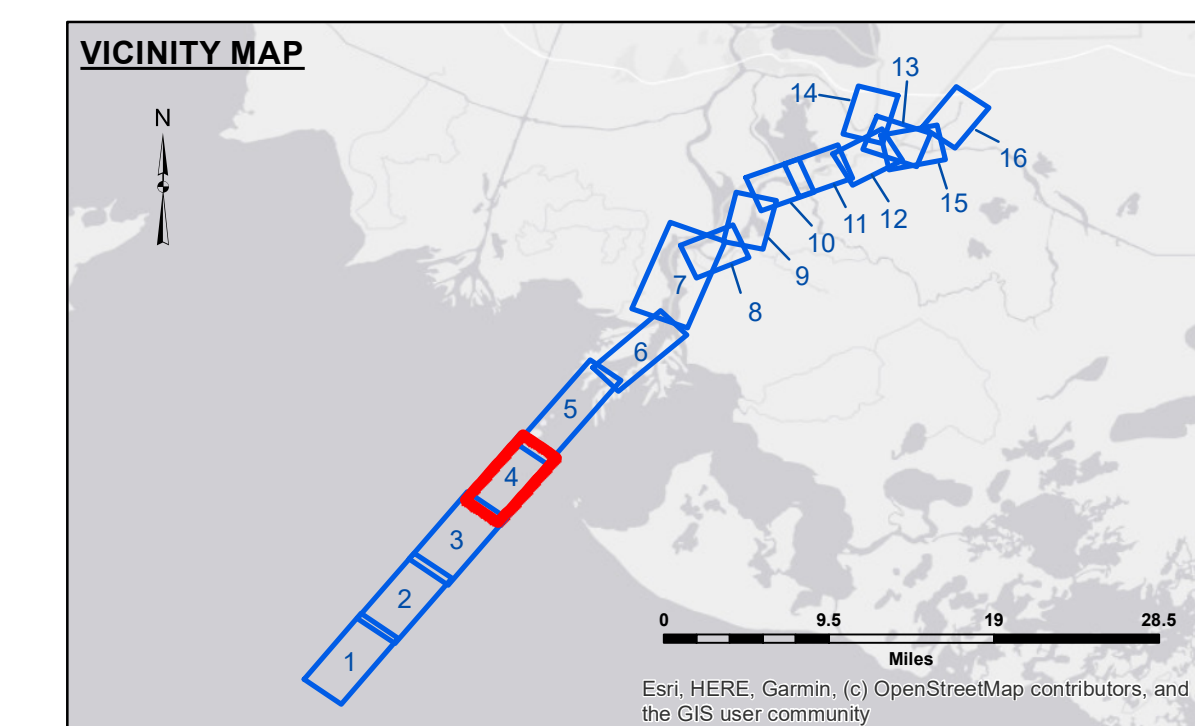 VICINITY MAP
N
13
14
16
15
12
11
10
9
8
7
6
5
4
3
2
1
0 9.5 19 28.5
Miles
Esri, HERE, Garmin, (c) OpenStreetMap contributors, and
the GIS user community